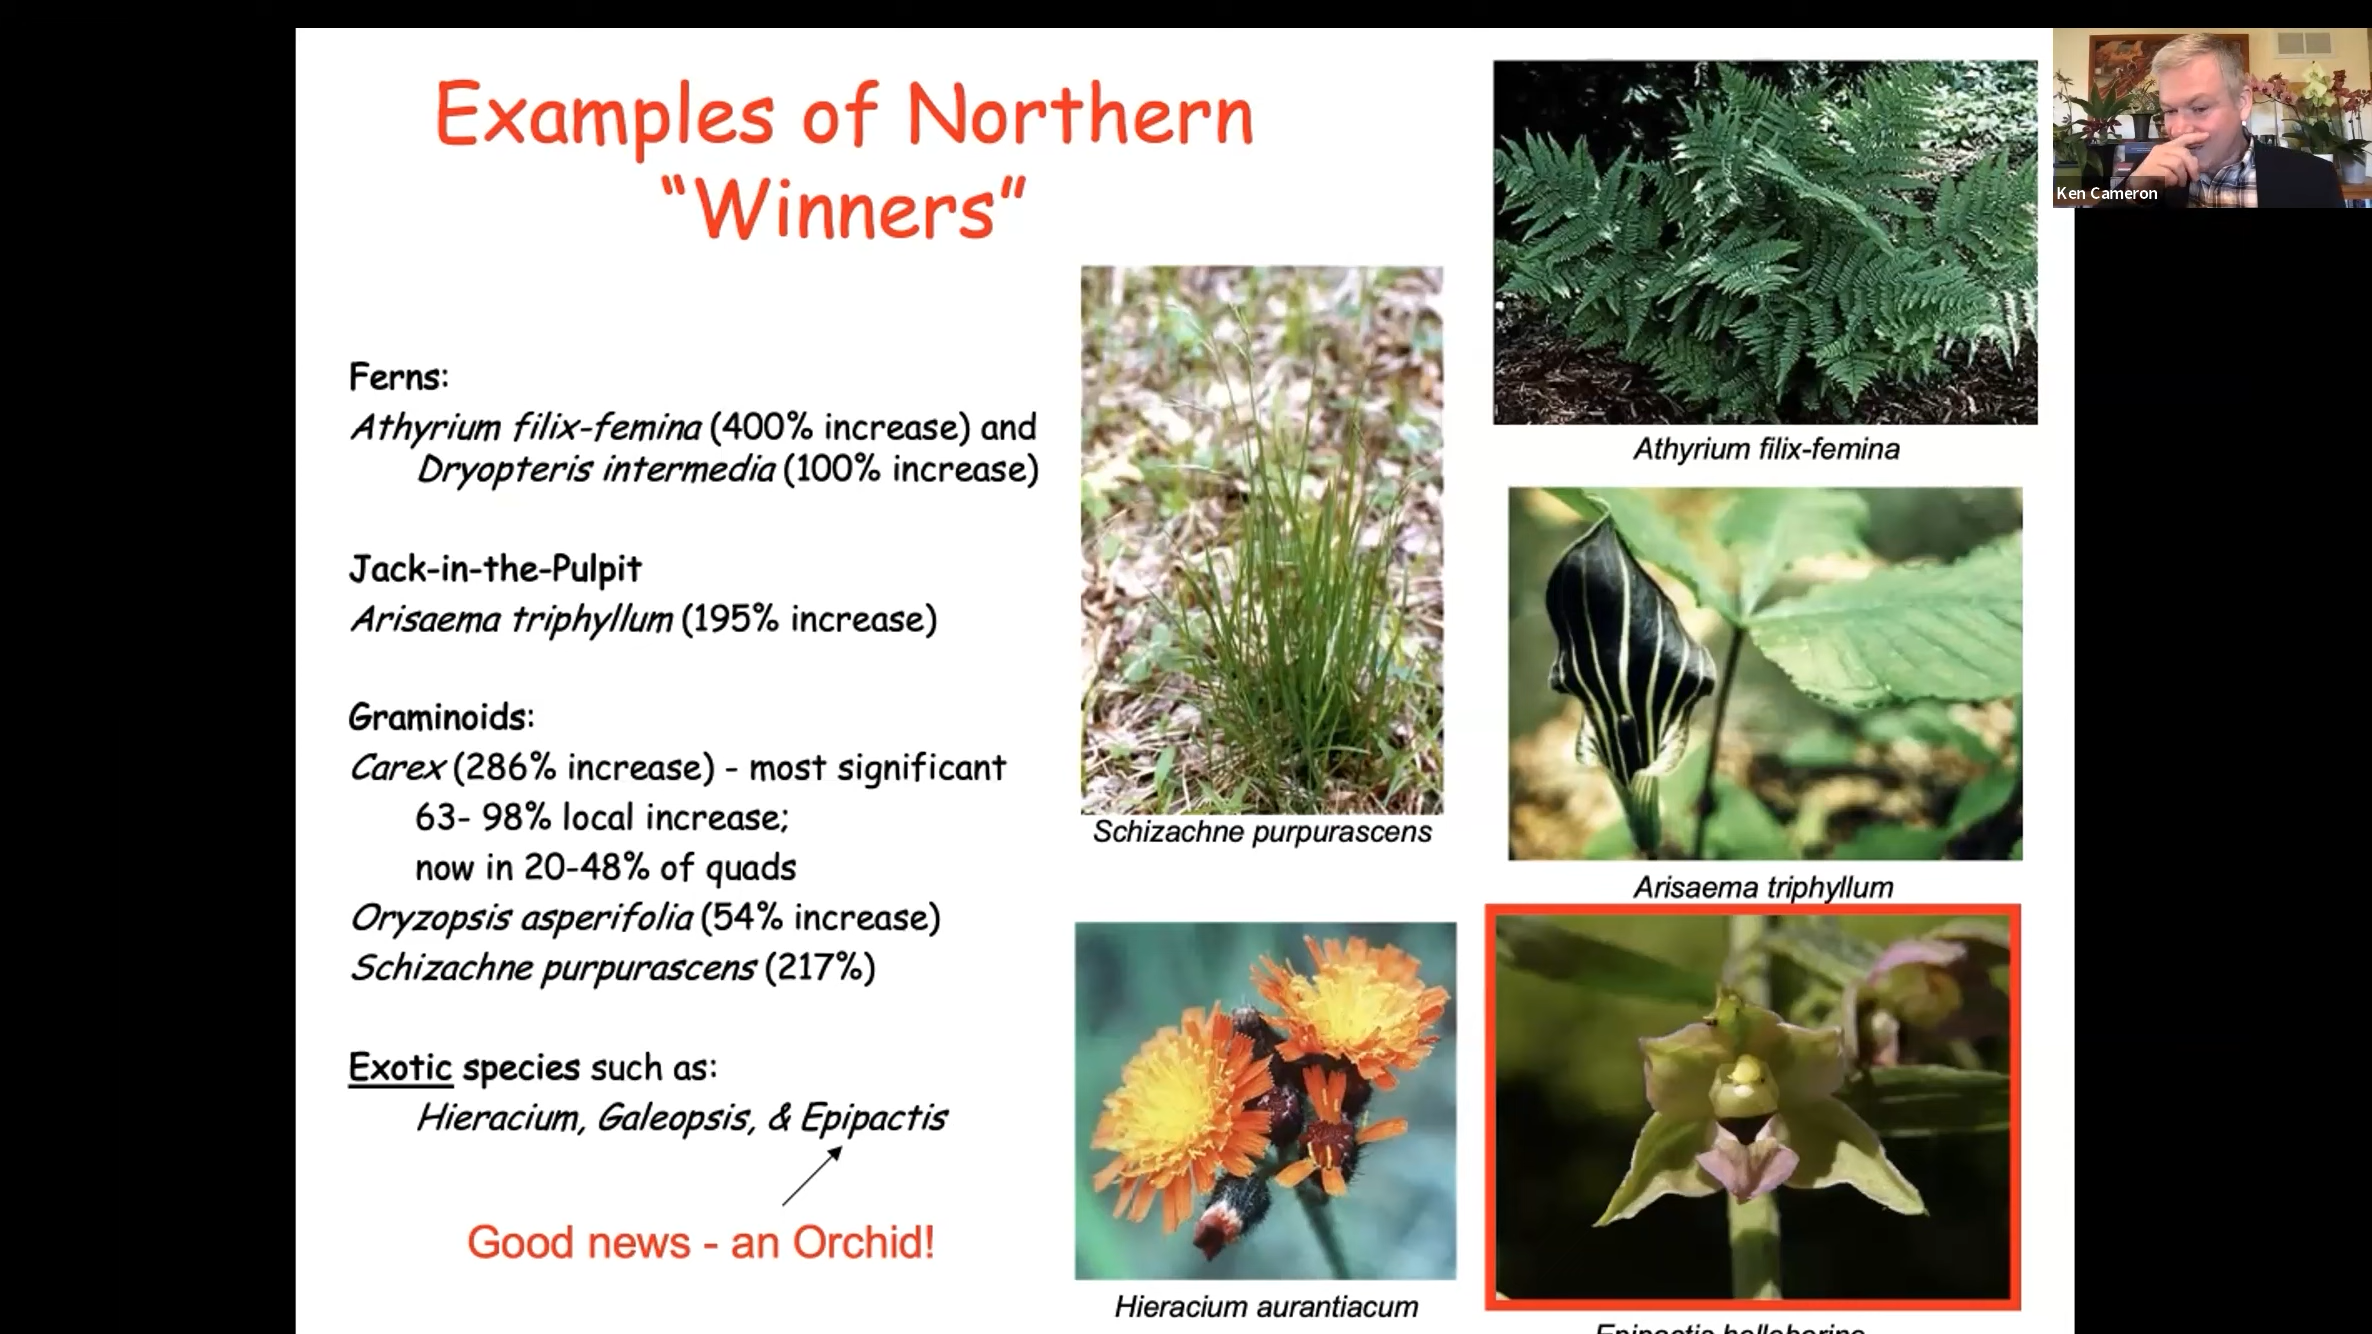 Examples of Northern
“Winners”
Ferns:
Athyrium filix-femina (400% increase) and
Dryopteris intermedia (100% increase)
Jack-in-the-Pulpit
Arisaema triphyllum (195% increase)
Graminoids:
Carex (286% increase) - most significant
63- 98% local increase;
now in 20-48% of quads
Oryzopsis asperifolia (54% increase)
Schizachne purpurascens (217%)
Exotic species such as:
Hieracium, Galeopsis, & Epipactis
Good news - an Orchid!
Schizachne purpurascens
Hieracium aurantiacum
Athyrium filix-femina
Arisaema triphyllum
Epipactis helleborine
Ken Cameron